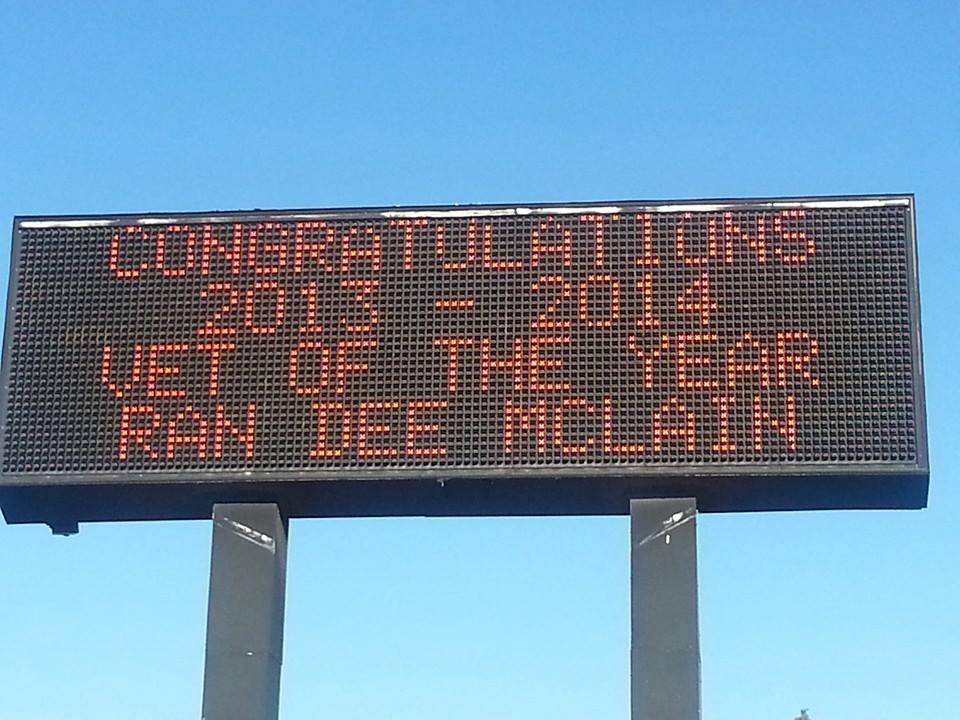 CONGRATULATIONS
2013 - 2014
VET OF THE YEAR
RAN DEE MCLAIN